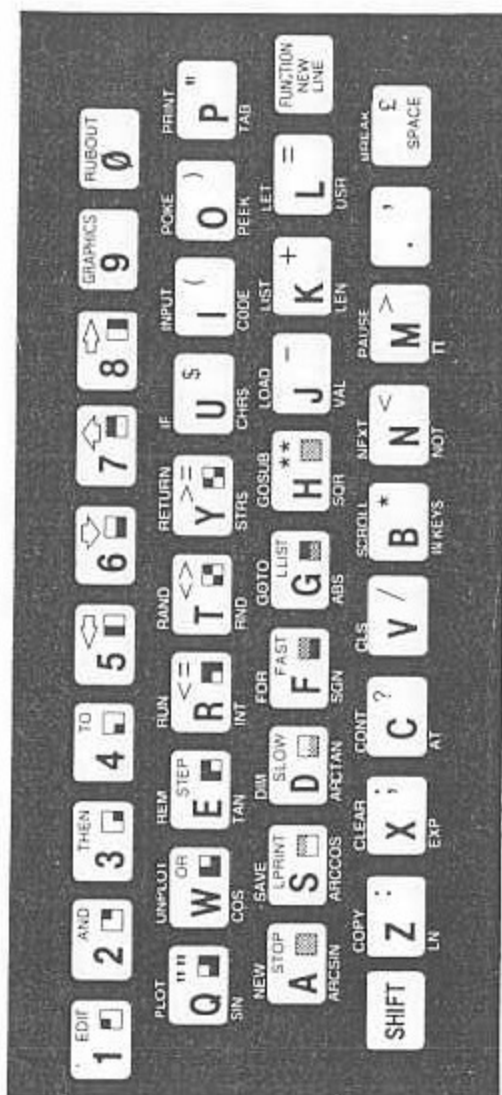 EDIT AND THEN TO GRAPHICS RUBOUT
1 2 3 4 5 6 7 8 9 0
PLOT UNPLOT REM RUN RAND RETURN IF INPUT POKE PRINT
"" OR STEP <= <> >= $ ( ) "
Q W E R T Y U I O P
SIN COS TAN INT RND STR$ CHR$ CODE PEEK TAB
NEW SAVE DIM FOR GOTO GOSUB LOAD LIST LET
STOP LPRINT SLOW FAST LLIST ** - + = FUNCTION
A S D F G H J K L NEW LINE
ARCSIN ARCCOS ARCTAN SGN ABS SQR VAL LEN USR
COPY CLEAR CONT CLS SCROLL NEXT PAUSE BREAK
: ; ? / * < > , £
SHIFT Z X C V B N M . SPACE
LN EXP AT INKEY$ NOT π